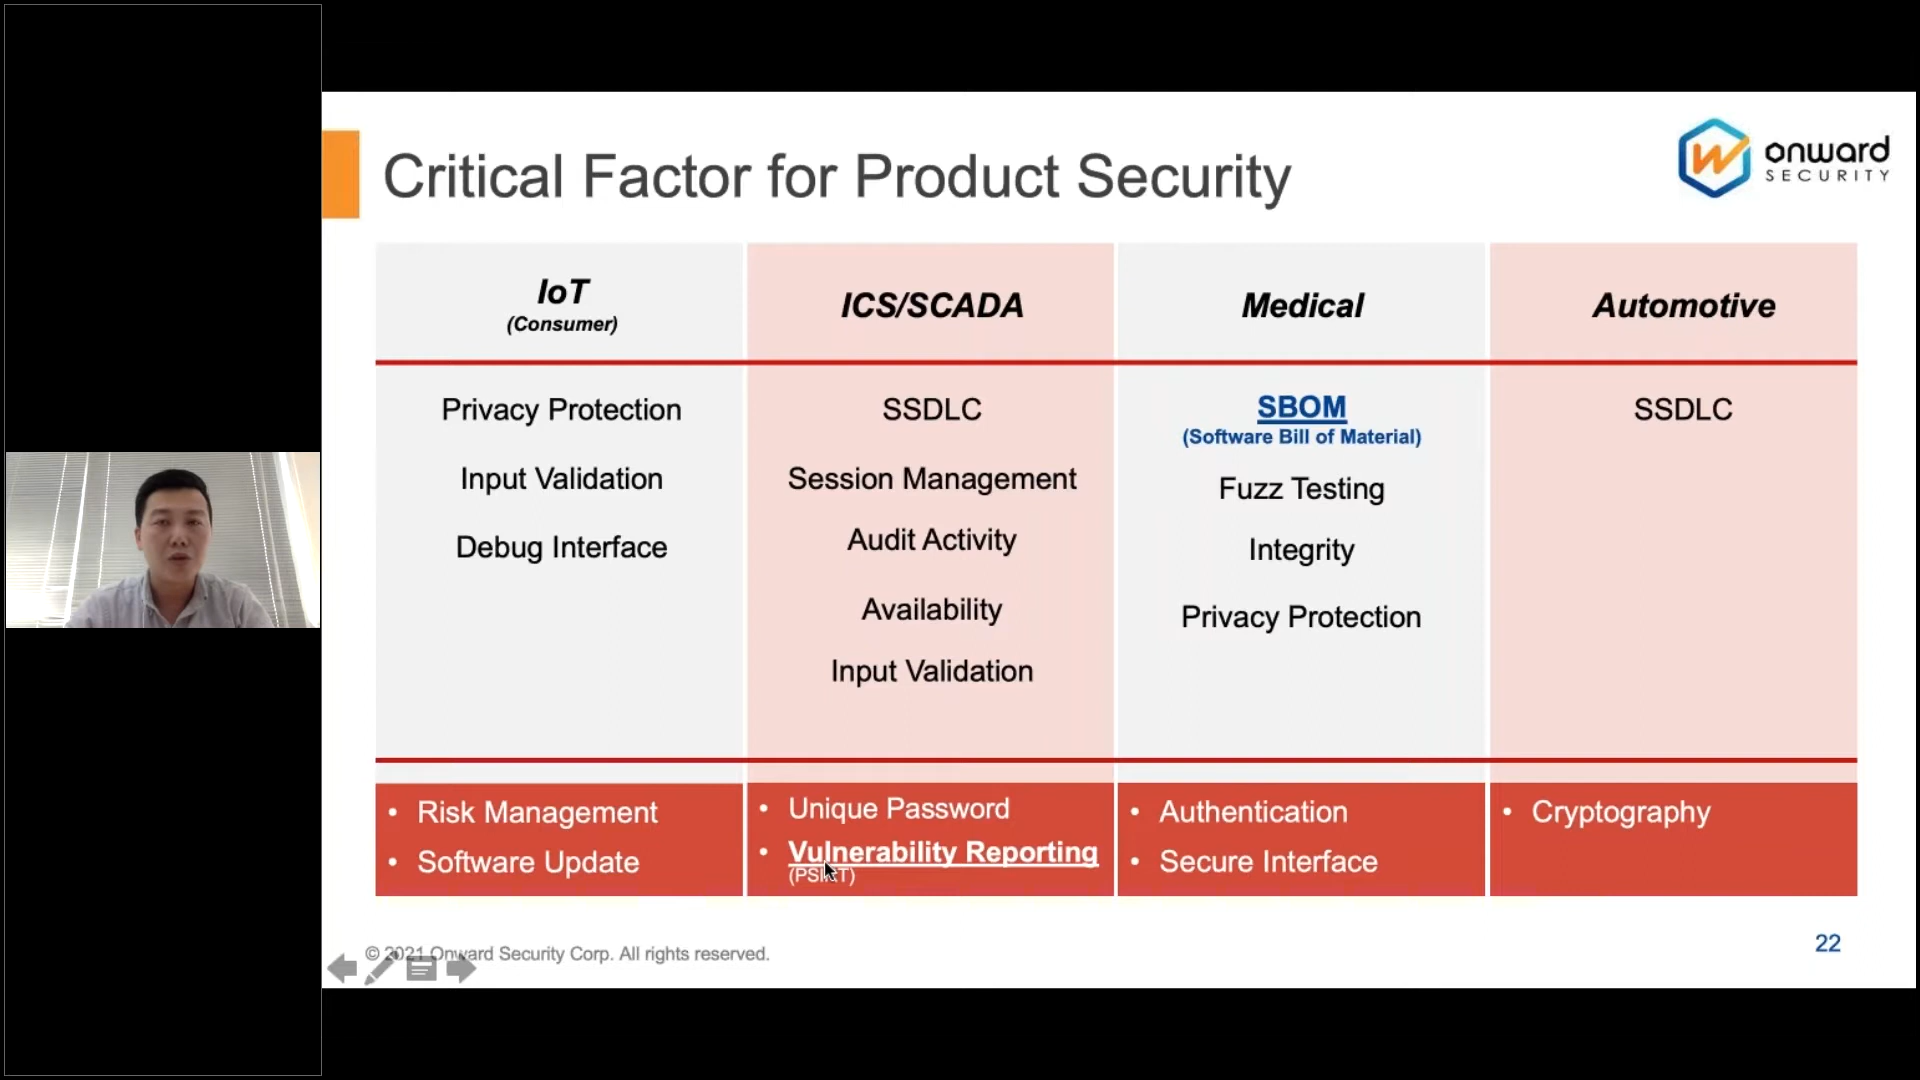 Critical Factor for Product Security
onward
SECURITY
IoT
(Consumer)
Privacy Protection
Input Validation
Debug Interface
ICS/SCADA
SSDLC
Session Management
Audit Activity
Availability
Input Validation
Medical
SBOM
(Software Bill of Material)
Fuzz Testing
Integrity
Privacy Protection
Automotive
SSDLC
• Risk Management
• Software Update
• Unique Password
• Vulnerability Reporting
(PSIRT)
• Authentication
• Secure Interface
• Cryptography
© 2021 Onward Security Corp. All rights reserved.
22